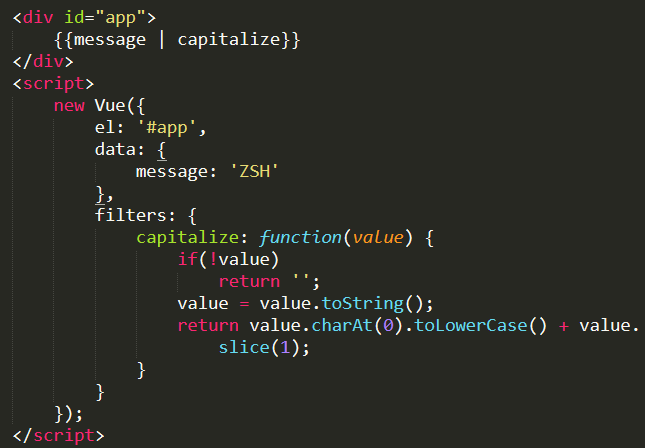 <div id="app">
    {{message | capitalize}}
</div>
<script>
    new Vue({
        el: '#app',
        data: {
            message: 'ZSH'
        },
        filters: {
            capitalize: function(value) {
                if(!value)
                    return '';
                value = value.toString();
                return value.charAt(0).toLowerCase() + value.
                    slice(1);
            }
        }
    });
</script>